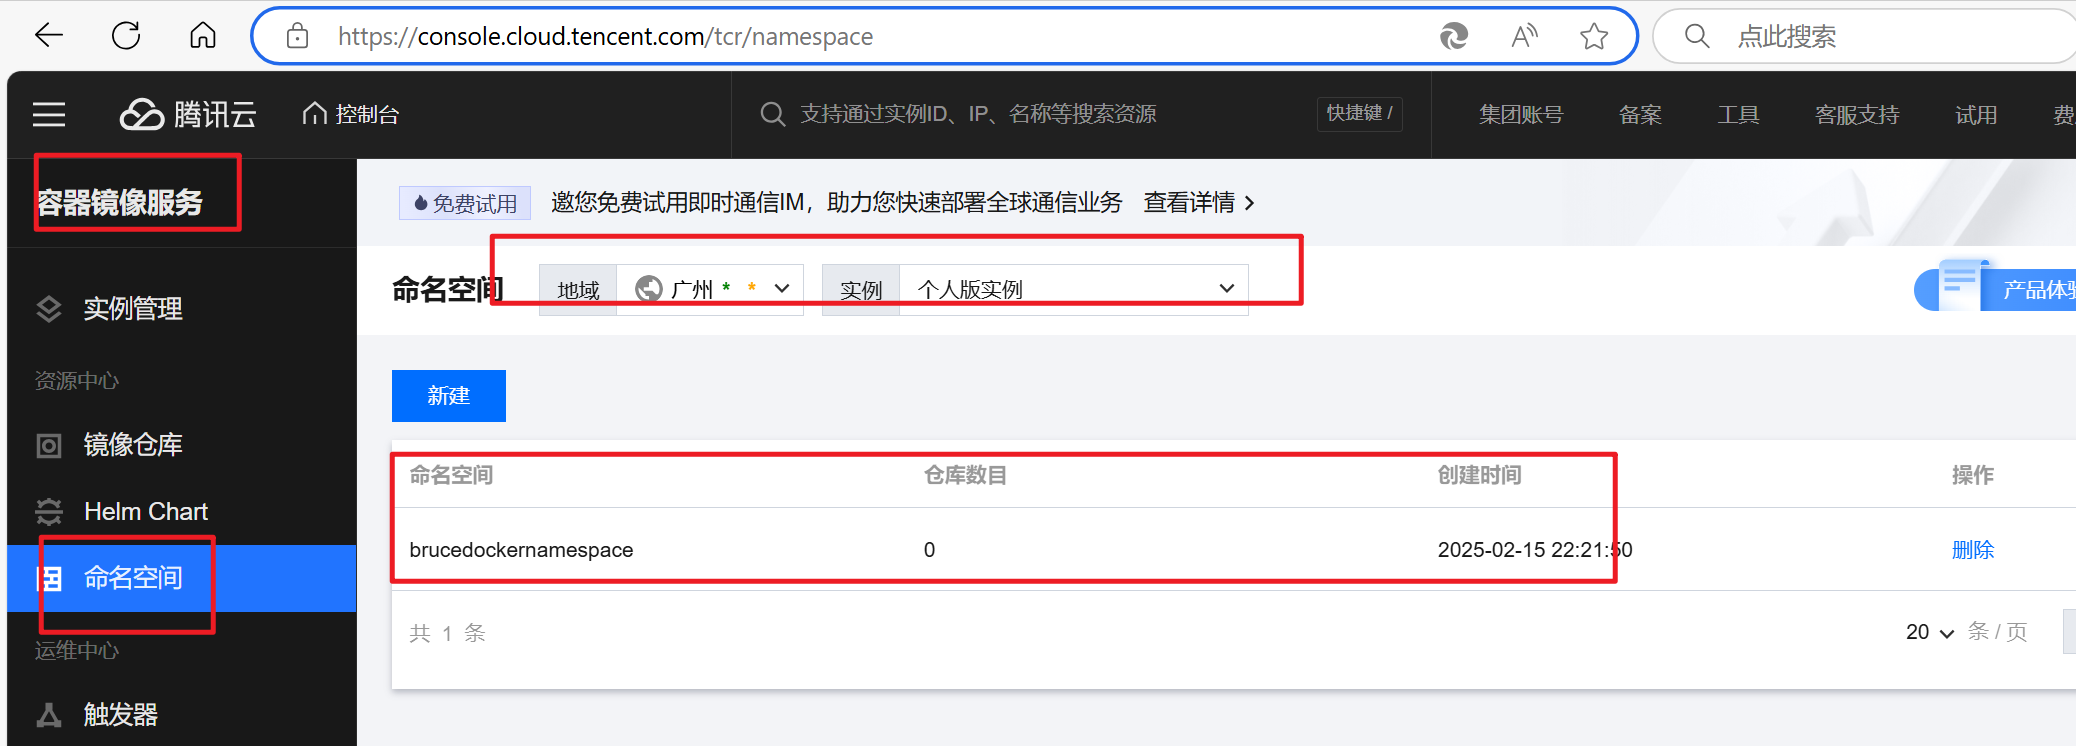 https://console.cloud.tencent.com/tcr/namespace
点此搜索
腾讯云
控制台
支持通过实例ID、IP、名称等搜索资源
快捷键 /
集团账号
备案
工具
客服支持
试用
费
容器镜像服务
免费试用
邀您免费试用即时通信IM，助力您快速部署全球通信业务
查看详情
命名空间
地域
广州 * *
实例
个人版实例
产品体验
实例管理
资源中心
镜像仓库
Helm Chart
命名空间
运维中心
触发器
新建
命名空间 仓库数目 创建时间 操作
brucedockernamespace 0 2025-02-15 22:21:50 删除
共 1 条
20 条 / 页